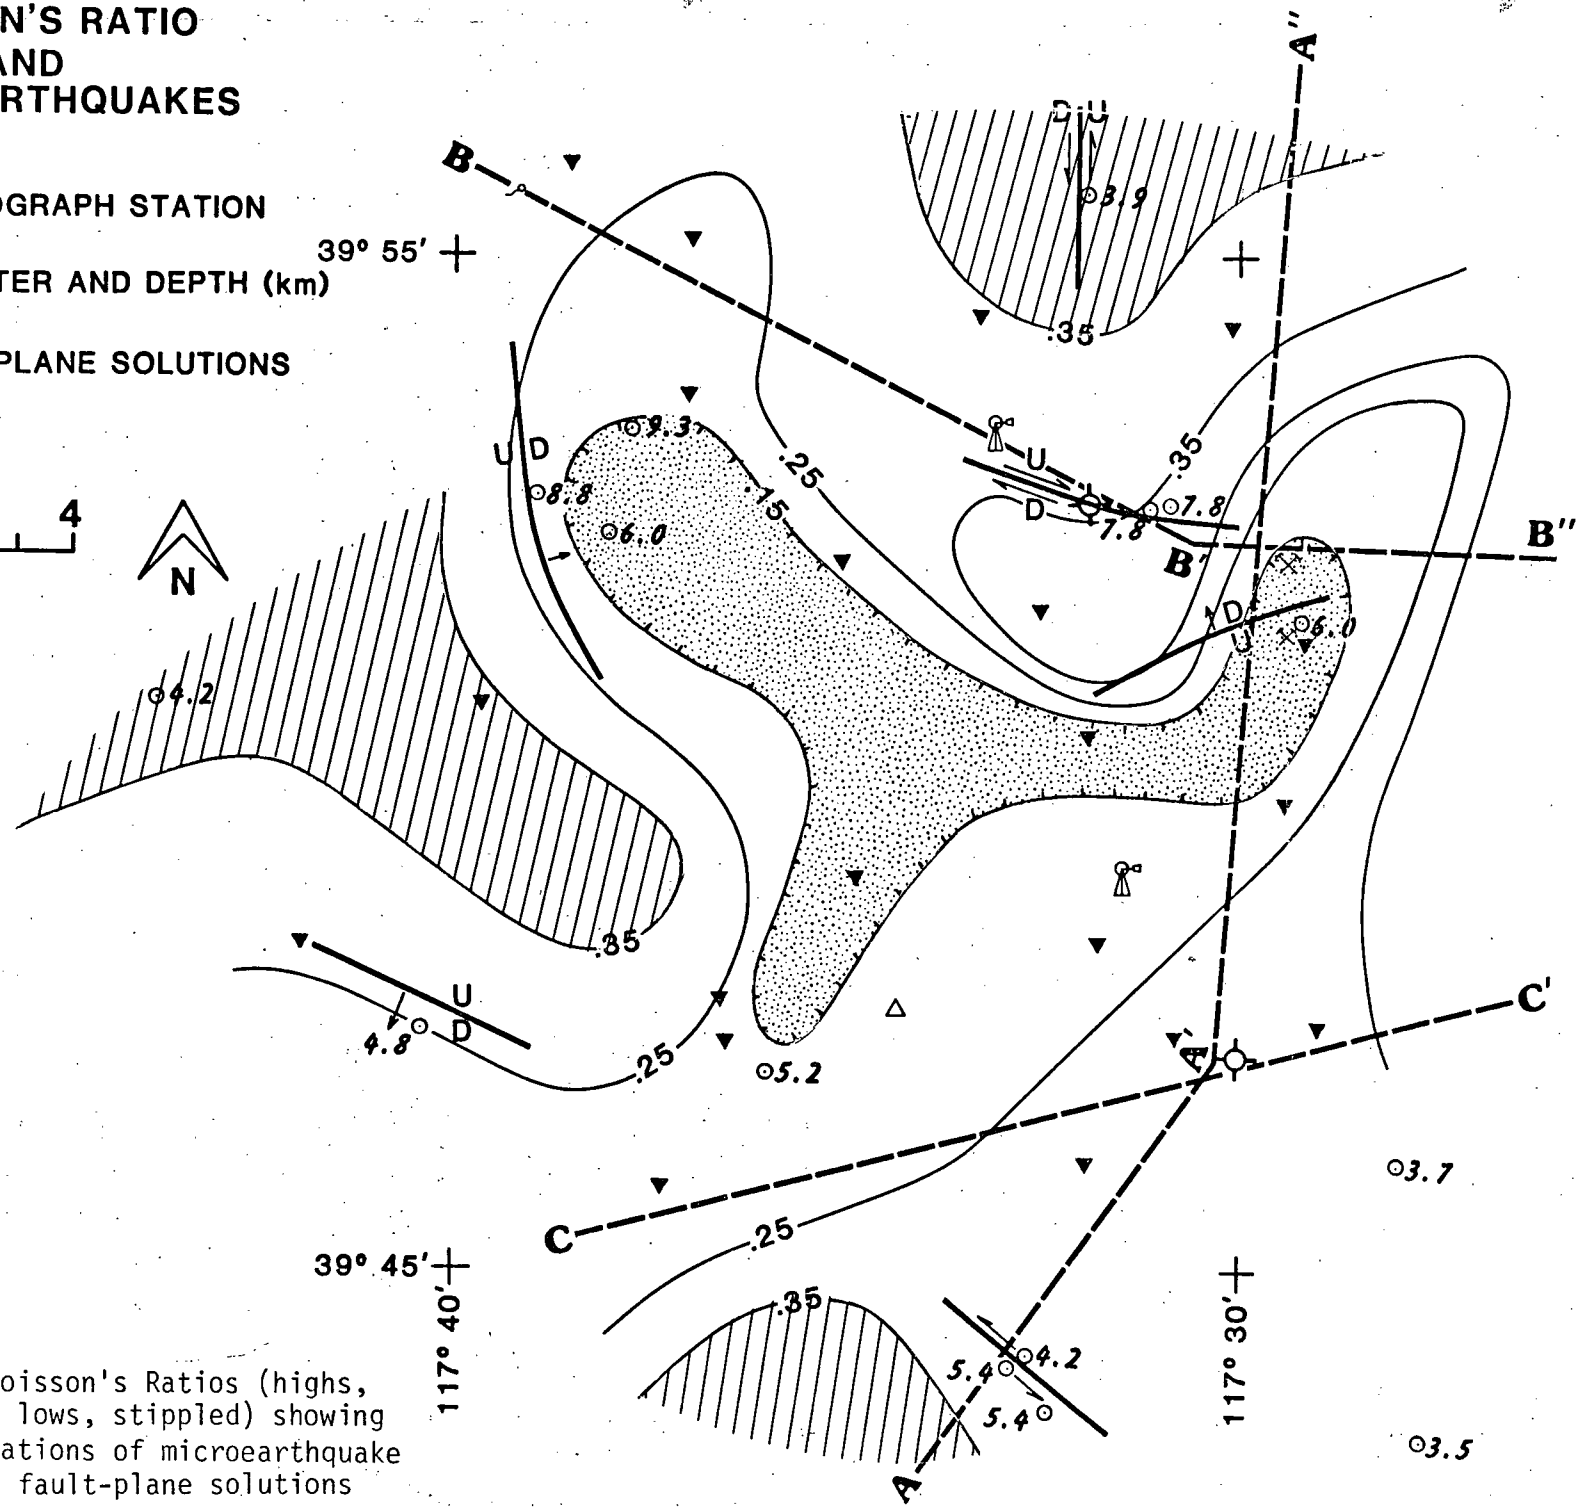 N'S RATIO
AND
RTHQUAKES
OGRAPH STATION
TER AND DEPTH (km)
PLANE SOLUTIONS
4
N
A"
B
D U
3.9
39° 55'
.35
9.3
U D
8.8
6.0
.15
.25
U
D
.35
7.8
7.8
B'
B"
D
U
6.0
4.2
.35
U
D
4.8
.25
5.2
A'
C'
3.7
C
.25
39° 45'
117° 40'
117° 30'
.35
4.2
5.4
5.4
3.5
A
oisson's Ratios (highs,
lows, stippled) showing
ations of microearthquake
fault-plane solutions